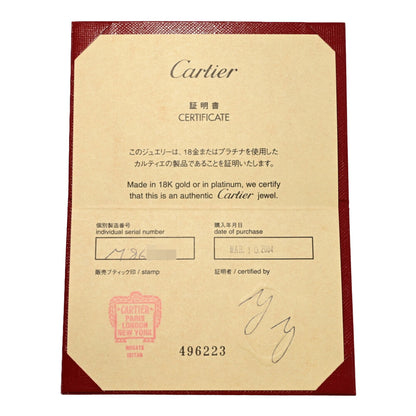 Cartier
証明書
CERTIFICATE
このジュエリーは、18金またはプラチナを使用した
カルティエの製品であることを証明いたします。
Made in 18K gold or in platinum, we certify
that this is an authentic Cartier jewel.
個別製造番号
individual serial number
購入年月日
date of purchase
MAR 10 2004
販売ブティック印 / stamp
証明者 / certified by
CARTIER
PARIS
LONDON
NEW YORK
496223